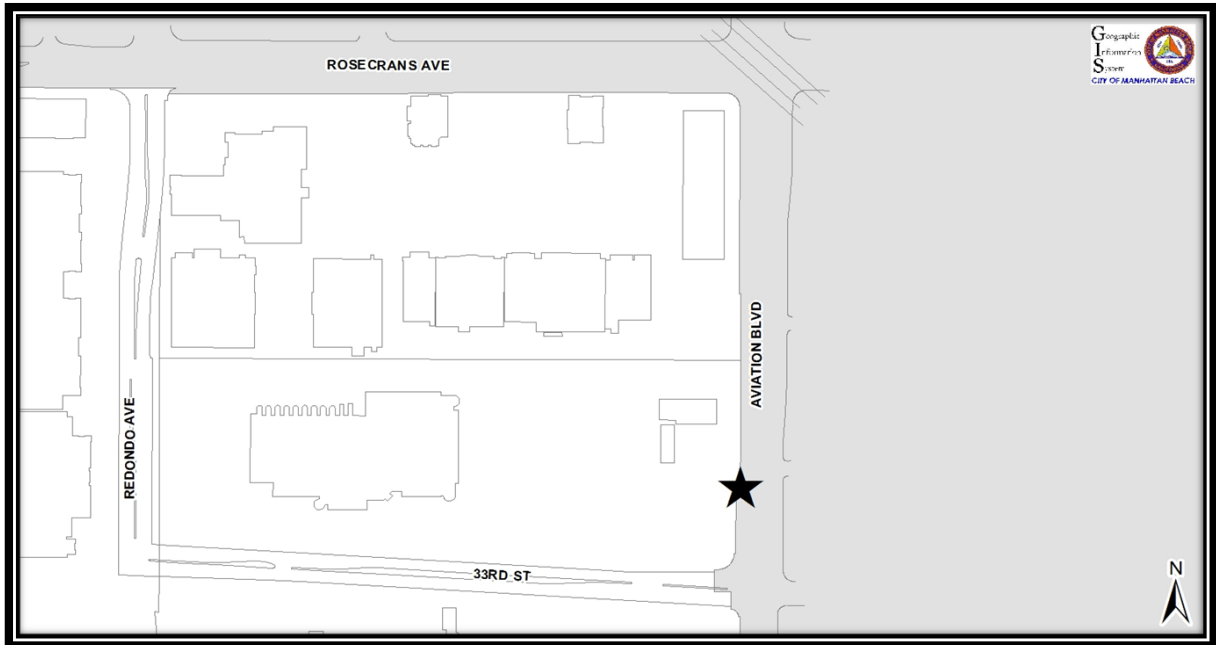 Geographic
Information
System
CITY OF MANHATTAN BEACH
ROSECRANS AVE
AVIATION BLVD
REDONDO AVE
33RD ST
N